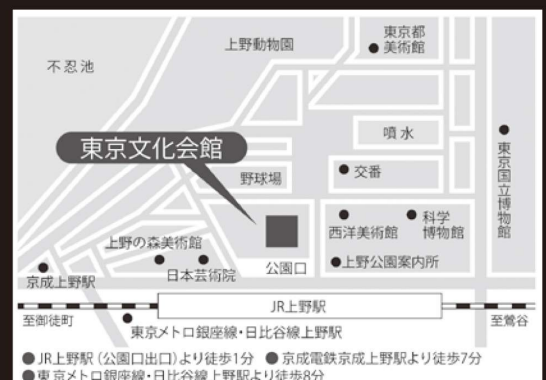 東京都
美術館
上野動物園
不忍池
噴水
東京文化会館
東京国立博物館
交番
野球場
西洋美術館
科学
博物館
上野の森美術館
日本芸術院
公園口
上野公園案内所
京成上野駅
JR上野駅
至御徒町
至鶯谷
東京メトロ銀座線・日比谷線上野駅
●JR上野駅(公園口出口)より徒歩1分 ●京成電鉄京成上野駅より徒歩7分
●東京メトロ銀座線・日比谷線上野駅より徒歩8分